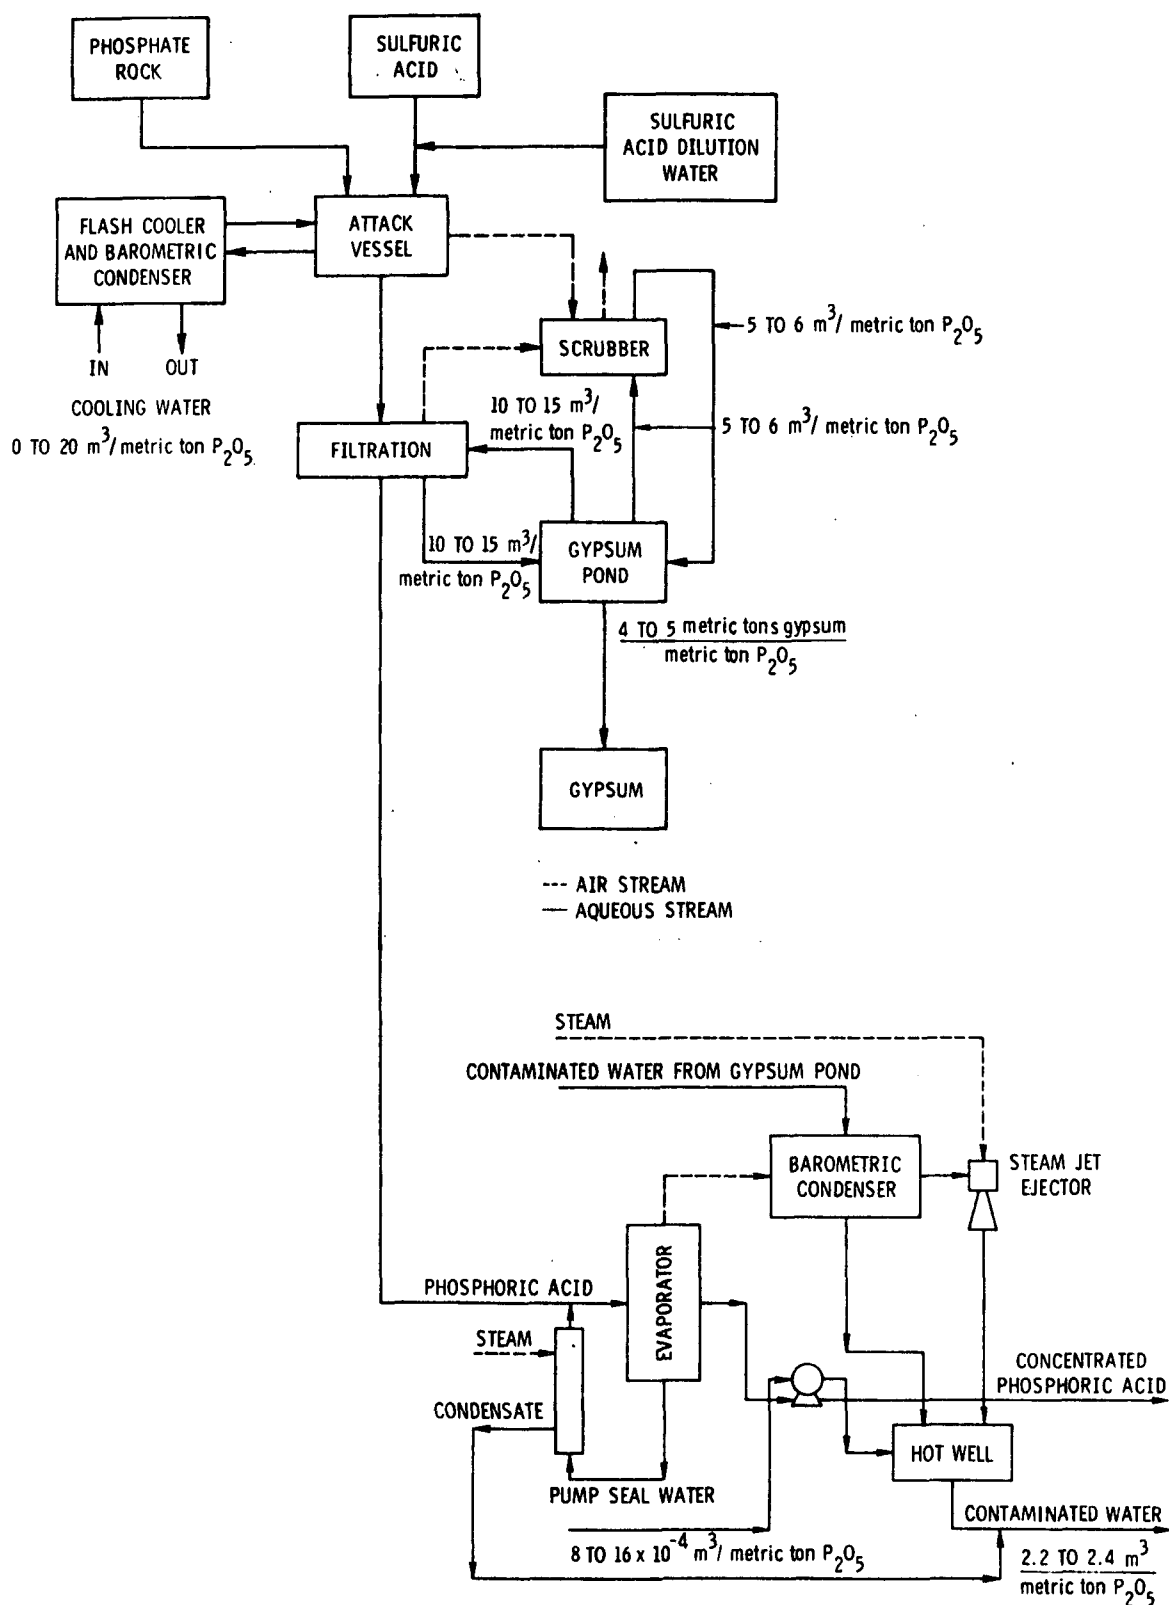 PHOSPHATE
ROCK
SULFURIC
ACID
SULFURIC
ACID DILUTION
WATER
FLASH COOLER
AND BAROMETRIC
CONDENSER
ATTACK
VESSEL
IN
OUT
COOLING WATER
0 TO 20 m³/ metric ton P₂O₅
SCRUBBER
5 TO 6 m³/ metric ton P₂O₅
10 TO 15 m³/
metric ton P₂O₅
5 TO 6 m³/ metric ton P₂O₅
FILTRATION
10 TO 15 m³/
metric ton P₂O₅
GYPSUM
POND
4 TO 5 metric tons gypsum
metric ton P₂O₅
GYPSUM
--- AIR STREAM
— AQUEOUS STREAM
STEAM
CONTAMINATED WATER FROM GYPSUM POND
BAROMETRIC
CONDENSER
STEAM JET
EJECTOR
EVAPORATOR
PHOSPHORIC ACID
STEAM
CONCENTRATED
PHOSPHORIC ACID
CONDENSATE
HOT WELL
PUMP SEAL WATER
CONTAMINATED WATER
8 TO 16 x 10⁻⁴ m³/ metric ton P₂O₅
2.2 TO 2.4 m³
metric ton P₂O₅